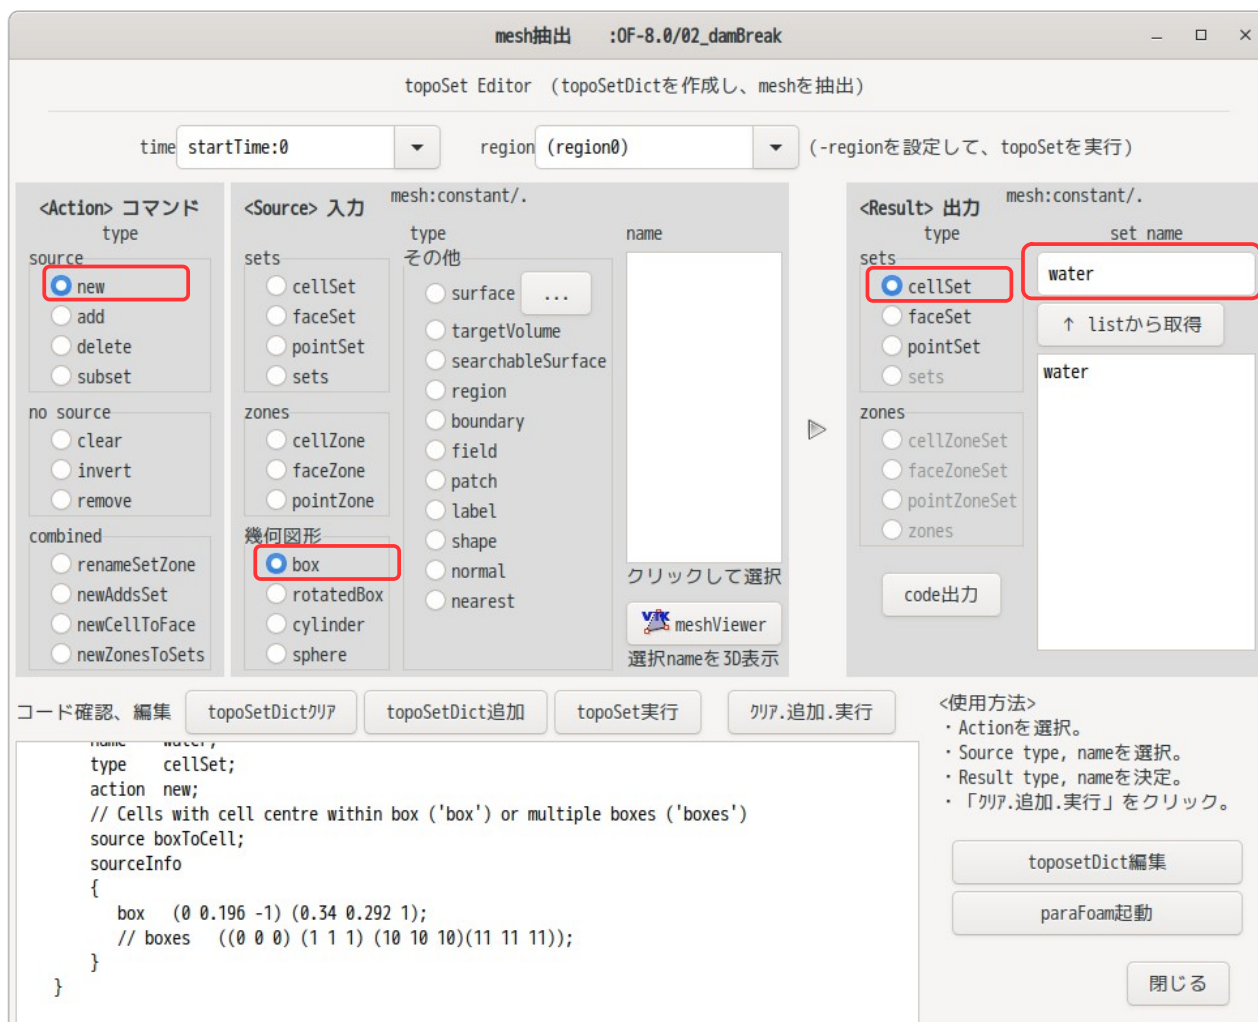 mesh抽出 :OF-8.0/02_damBreak
topoSet Editor (topoSetDictを作成し、meshを抽出)
time startTime:0 region (region0) (-regionを設定して、topoSetを実行)
<Action> コマンド
type
source
new
add
delete
subset
no source
clear
invert
remove
combined
renameSetZone
newAddsSet
newCellToFace
newZonesToSets
<Source> 入力
mesh:constant/.
sets
cellSet
faceSet
pointSet
sets
zones
cellZone
faceZone
pointZone
幾何図形
box
rotatedBox
cylinder
sphere
type
その他
surface ...
targetVolume
searchableSurface
region
boundary
field
patch
label
shape
normal
nearest
name
クリックして選択
VTK meshViewer
選択nameを3D表示
<Result> 出力
mesh:constant/.
type
sets
cellSet
faceSet
pointSet
sets
zones
cellZoneSet
faceZoneSet
pointZoneSet
zones
code出力
set name
water
↑ listから取得
water
コード確認、編集 topoSetDictｸﾘｱ topoSetDict追加 topoSet実行 ｸﾘｱ.追加.実行
name water;
type cellSet;
action new;
// Cells with cell centre within box ('box') or multiple boxes ('boxes')
source boxToCell;
sourceInfo
{
box (0 0.196 -1) (0.34 0.292 1);
// boxes ((0 0 0) (1 1 1) (10 10 10)(11 11 11));
}
}
<使用方法>
・Actionを選択。
・Source type, nameを選択。
・Result type, nameを決定。
・「ｸﾘｱ.追加.実行」をクリック。
toposetDict編集
paraFoam起動
閉じる